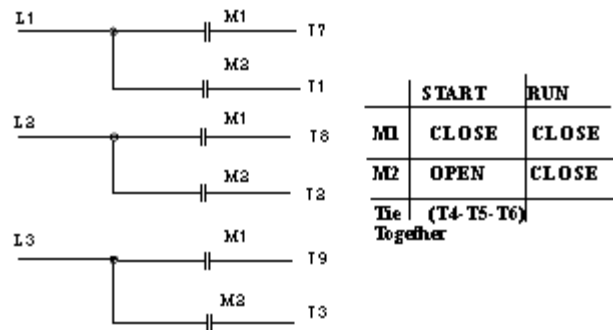 L1
M1
T7
M2
T1
L2
M1
T8
M2
T2
L3
M1
T9
M2
T3
START RUN
M1 CLOSE CLOSE
M2 OPEN CLOSE
Tie (T4-T5-T6)
Together